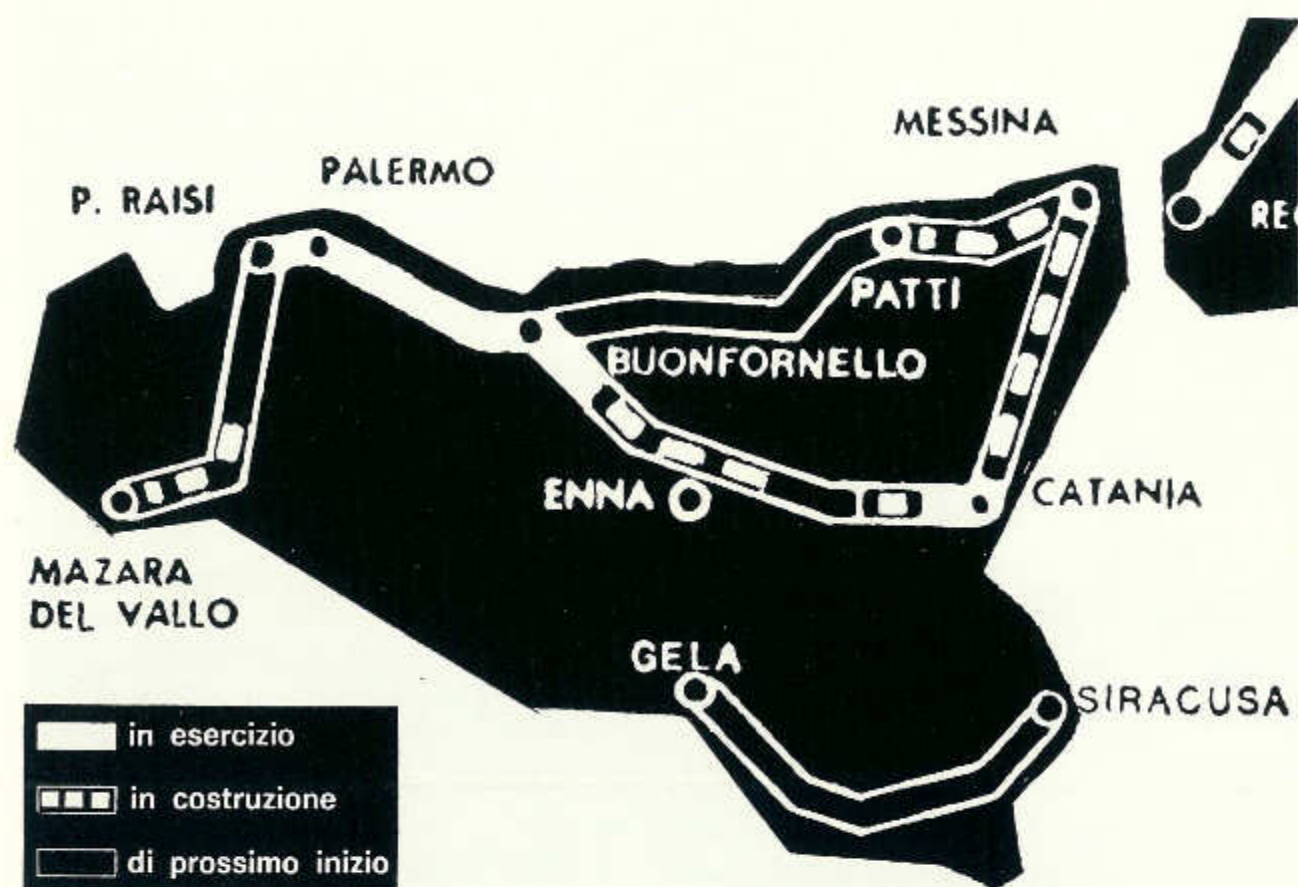 MESSINA
PALERMO
P. RAISI
REG
PATTI
BUONFORNELLO
ENNA
CATANIA
MAZARA
DEL VALLO
GELA
SIRACUSA
in esercizio
in costruzione
di prossimo inizio